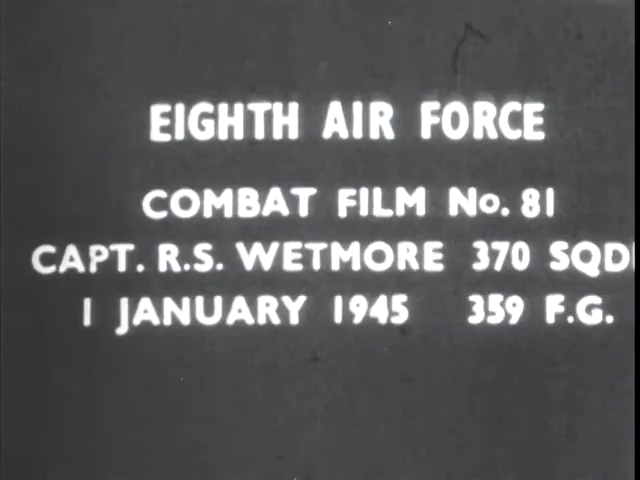 EIGHTH AIR FORCE
COMBAT FILM No. 81
CAPT. R.S. WETMORE 370 SQD
1 JANUARY 1945 359 F.G.